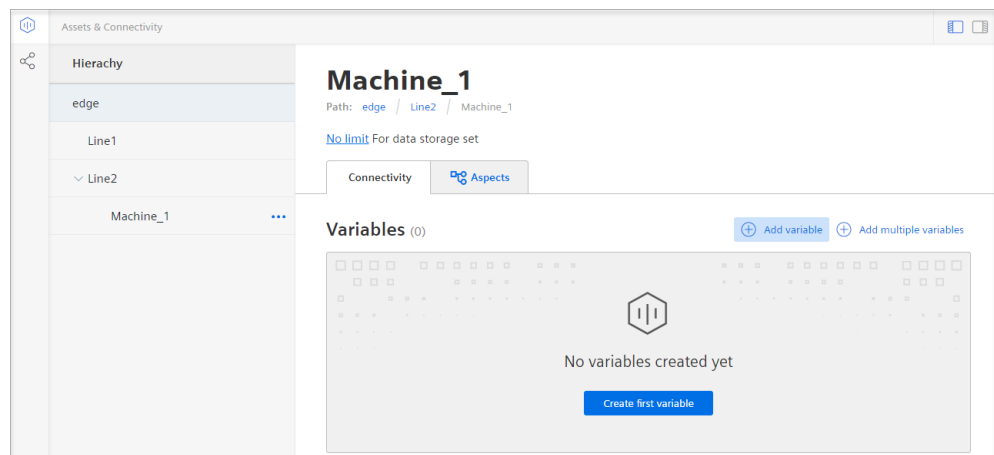 Assets & Connectivity
Hierachy
edge
Line1
Line2
Machine_1
Machine_1
Path: edge / Line2 / Machine_1
No limit For data storage set
Connectivity
Aspects
Variables (0)
Add variable
Add multiple variables
No variables created yet
Create first variable